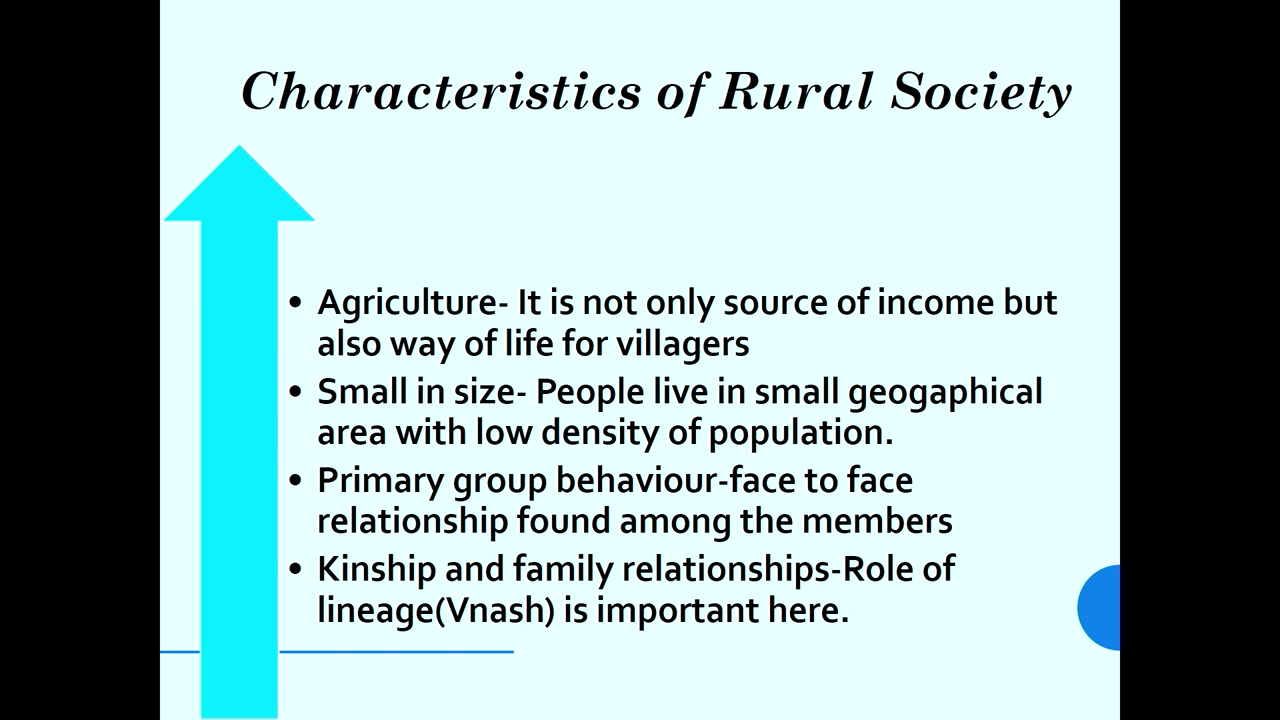 Characteristics of Rural Society
• Agriculture- It is not only source of income but
also way of life for villagers
• Small in size- People live in small geogaphical
area with low density of population.
• Primary group behaviour-face to face
relationship found among the members
• Kinship and family relationships-Role of
lineage(Vnash) is important here.